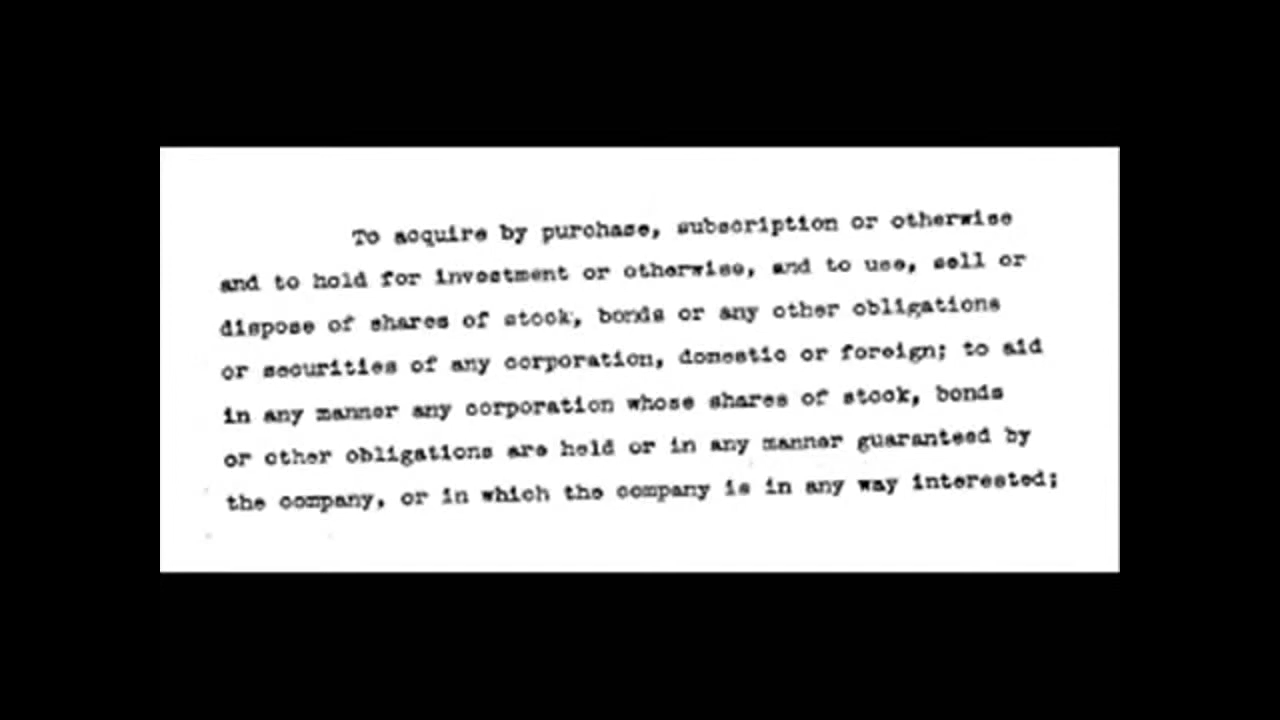 To acquire by purchase, subscription or otherwise
and to hold for investment or otherwise, and to use, sell or
dispose of shares of stock, bonds or any other obligations
or securities of any corporation, domestic or foreign; to aid
in any manner any corporation whose shares of stock, bonds
or other obligations are held or in any manner guaranteed by
the company, or in which the company is in any way interested;